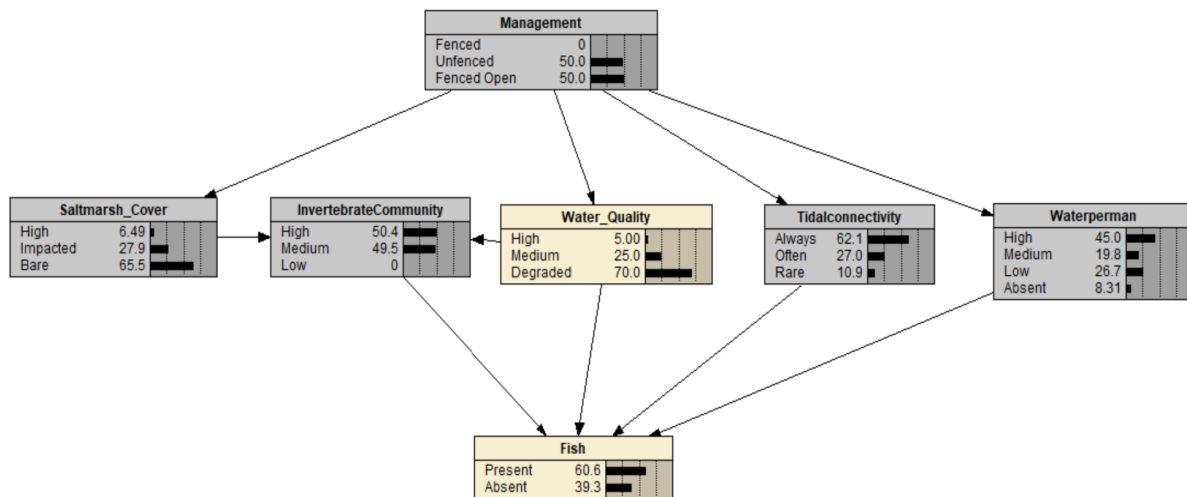 Management
Fenced 0
Unfenced 50.0
Fenced Open 50.0
Saltmarsh_Cover
High 6.49
Impacted 27.9
Bare 65.5
InvertebrateCommunity
High 50.4
Medium 49.5
Low 0
Water_Quality
High 5.00
Medium 25.0
Degraded 70.0
Tidalconnectivity
Always 62.1
Often 27.0
Rare 10.9
Waterperman
High 45.0
Medium 19.8
Low 26.7
Absent 8.31
Fish
Present 60.6
Absent 39.3